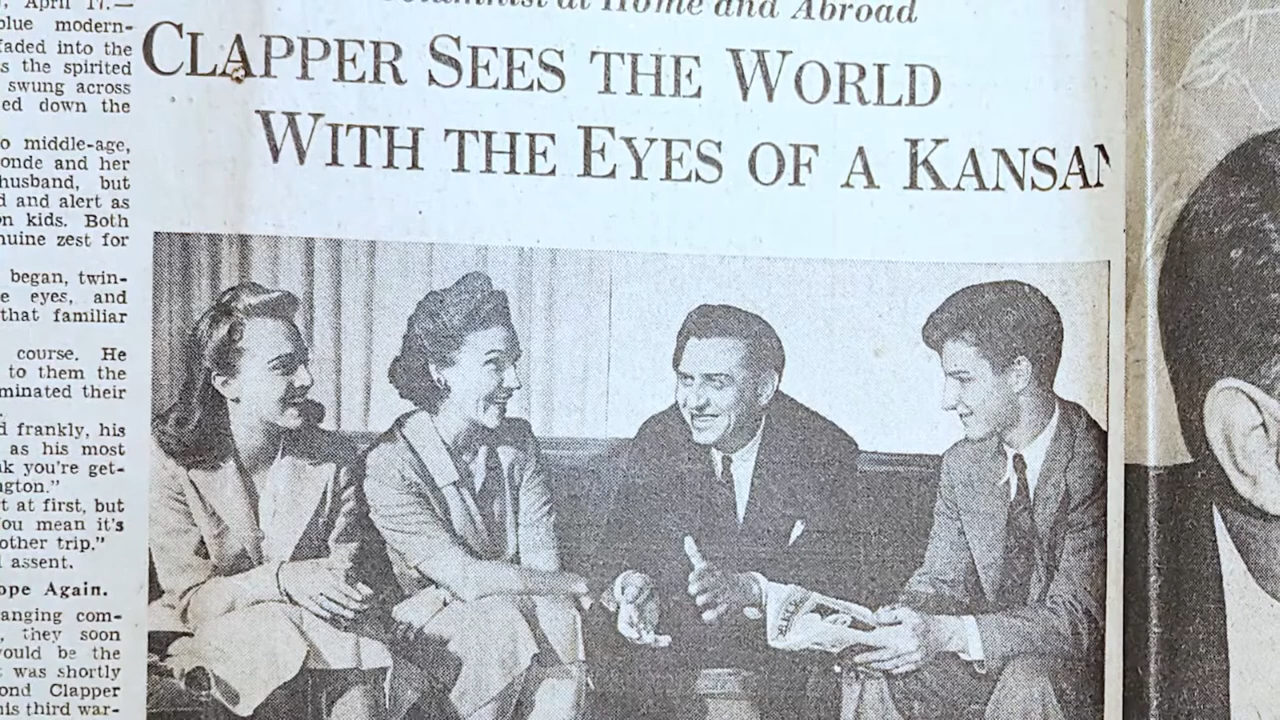 , April 17.—
blue modern-
faded into the
s the spirited
swung across
ed down the
o middle-age,
onde and her
husband, but
d and alert as
on kids. Both
nuine zest for
began, twin-
e eyes, and
that familiar
course. He
to them the
minated their
d frankly, his
as his most
nk you're get-
ngton."
t at first, but
ou mean it's
other trip."
l assent.
ope Again.
anging com-
, they soon
would be the
t was shortly
ond Clapper
his third war-
at Home and Abroad
CLAPPER SEES THE WORLD
WITH THE EYES OF A KANSAN